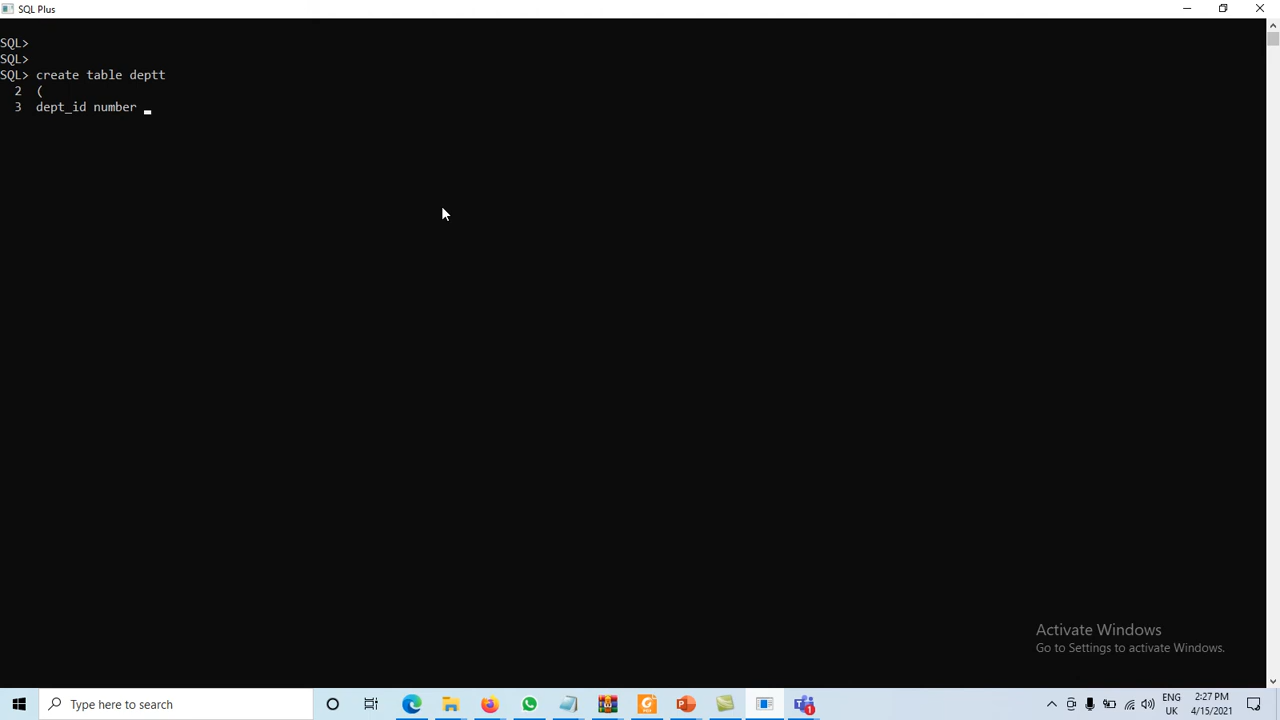 SQL Plus
SQL>
SQL>
SQL> create table deptt
2 (
3 dept_id number _
Activate Windows
Go to Settings to activate Windows.
Type here to search
ENG
UK
2:27 PM
4/15/2021
1